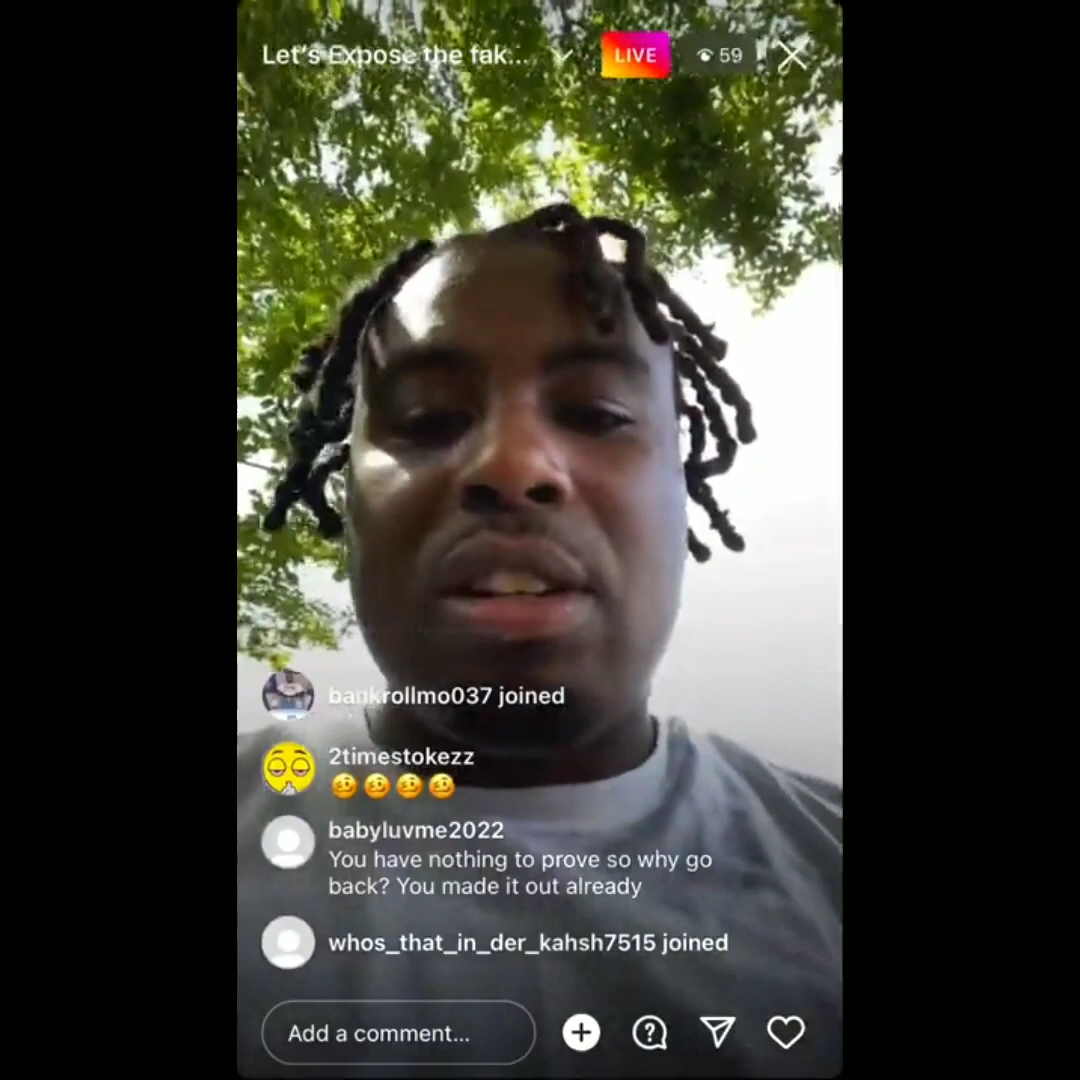 Let's Expose the fak...
LIVE
59
bankrollmo037 joined
2timestokezz
babyluvme2022
You have nothing to prove so why go
back? You made it out already
whos_that_in_der_kahsh7515 joined
Add a comment...